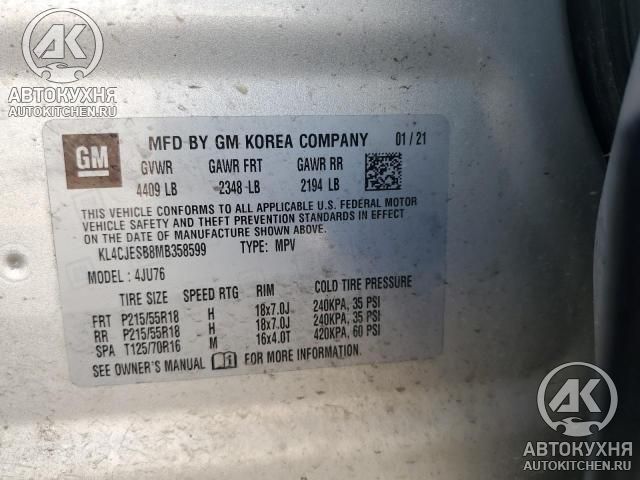 AK
АВТОКУХНЯ
AUTOKITCHEN.RU
GM
MFD BY GM KOREA COMPANY 01/21
GVWR GAWR FRT GAWR RR
4409 LB 2348 LB 2194 LB
THIS VEHICLE CONFORMS TO ALL APPLICABLE U.S. FEDERAL MOTOR
VEHICLE SAFETY AND THEFT PREVENTION STANDARDS IN EFFECT
ON THE DATE OF MANUFACTURE SHOWN ABOVE.
KL4CJESB8MB358599 TYPE: MPV
MODEL: 4JU76
TIRE SIZE SPEED RTG RIM COLD TIRE PRESSURE
FRT P215/55R18 H 18x7.0J 240KPA, 35 PSI
RR P215/55R18 H 18x7.0J 240KPA, 35 PSI
SPA T125/70R16 M 16x4.0T 420KPA, 60 PSI
SEE OWNER'S MANUAL FOR MORE INFORMATION.
AK
АВТОКУХНЯ
AUTOKITCHEN.RU